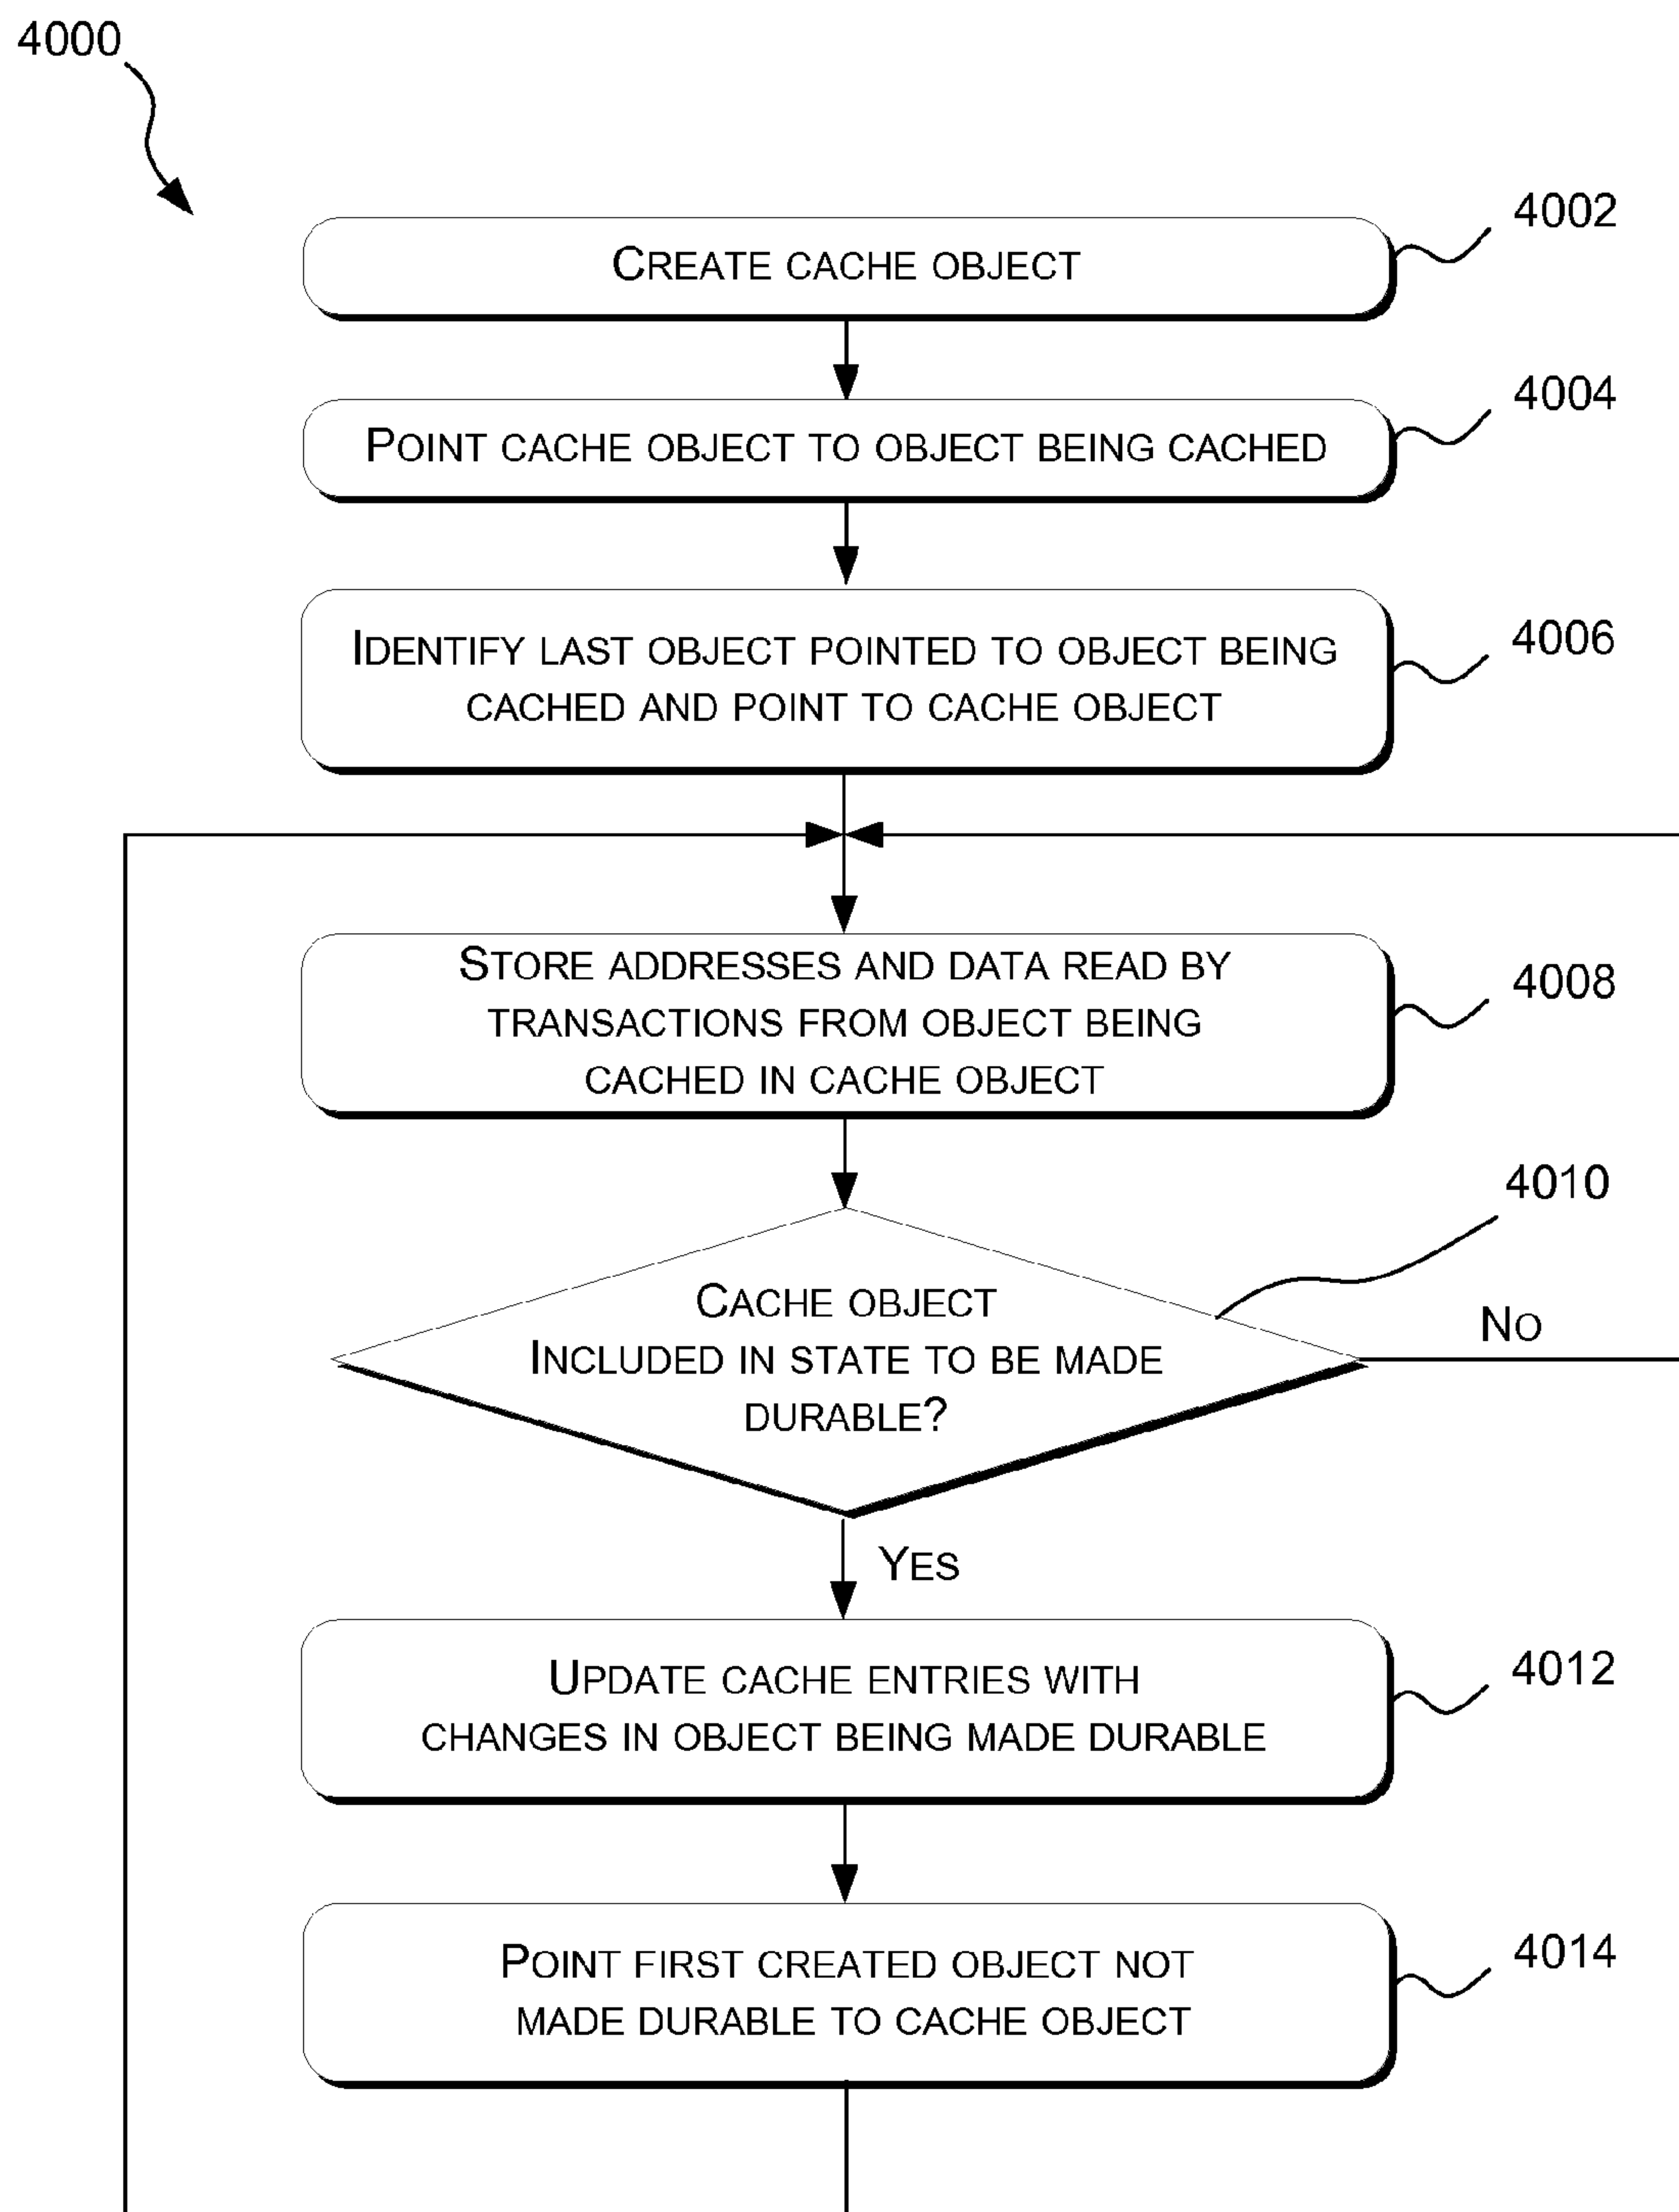 4000
4002
CREATE CACHE OBJECT
4004
POINT CACHE OBJECT TO OBJECT BEING CACHED
4006
IDENTIFY LAST OBJECT POINTED TO OBJECT BEING
CACHED AND POINT TO CACHE OBJECT
4008
STORE ADDRESSES AND DATA READ BY
TRANSACTIONS FROM OBJECT BEING
CACHED IN CACHE OBJECT
4010
CACHE OBJECT
INCLUDED IN STATE TO BE MADE
DURABLE?
NO
YES
4012
UPDATE CACHE ENTRIES WITH
CHANGES IN OBJECT BEING MADE DURABLE
4014
POINT FIRST CREATED OBJECT NOT
MADE DURABLE TO CACHE OBJECT